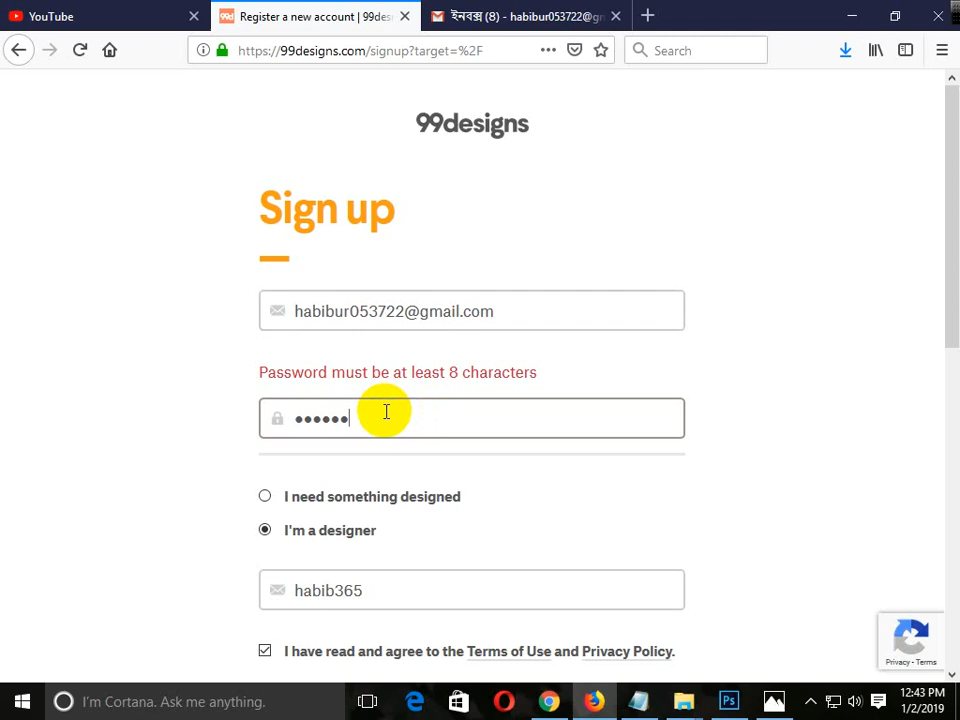 YouTube
Register a new account | 99des
ইনবক্স (8) - habibur053722@gm
https://99designs.com/signup?target=%2F
Search
99designs
Sign up
habibur053722@gmail.com
Password must be at least 8 characters
••••••
I need something designed
I'm a designer
habib365
I have read and agree to the Terms of Use and Privacy Policy.
Privacy - Terms
I'm Cortana. Ask me anything.
12:43 PM
1/2/2019